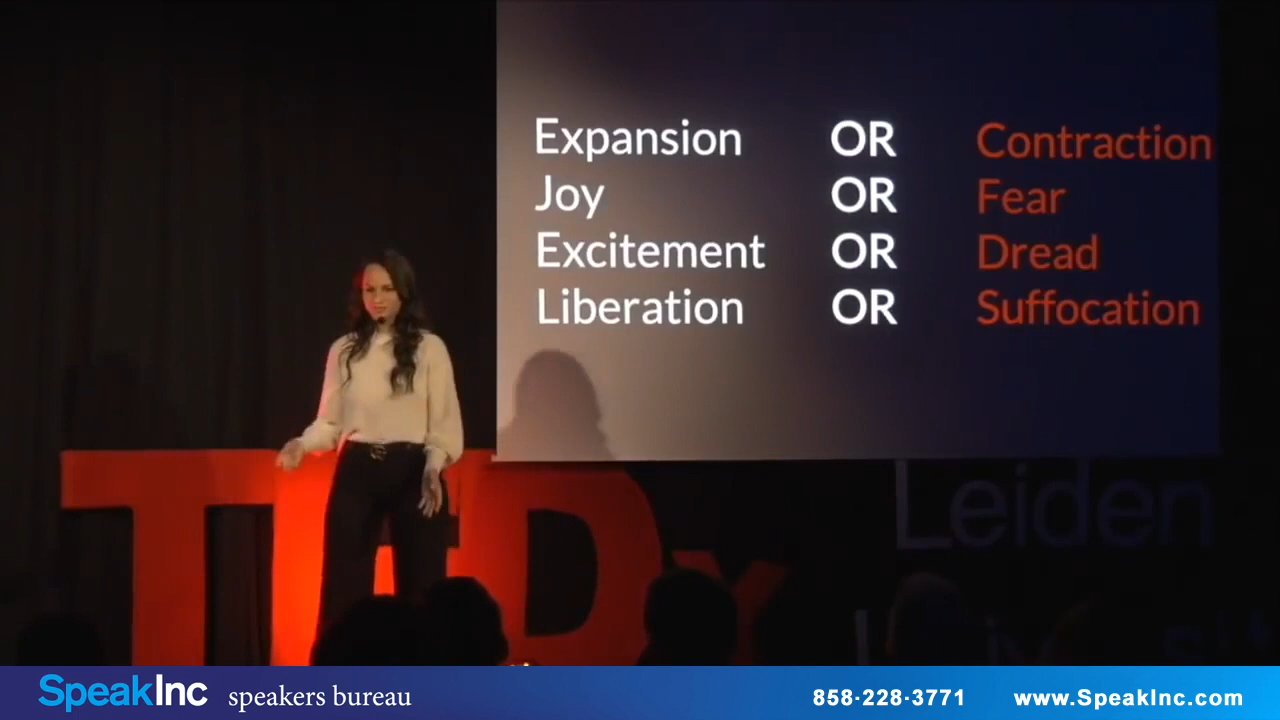 Expansion OR Contraction
Joy OR Fear
Excitement OR Dread
Liberation OR Suffocation
TEDx
Leiden
SpeakInc speakers bureau 858-228-3771 www.SpeakInc.com